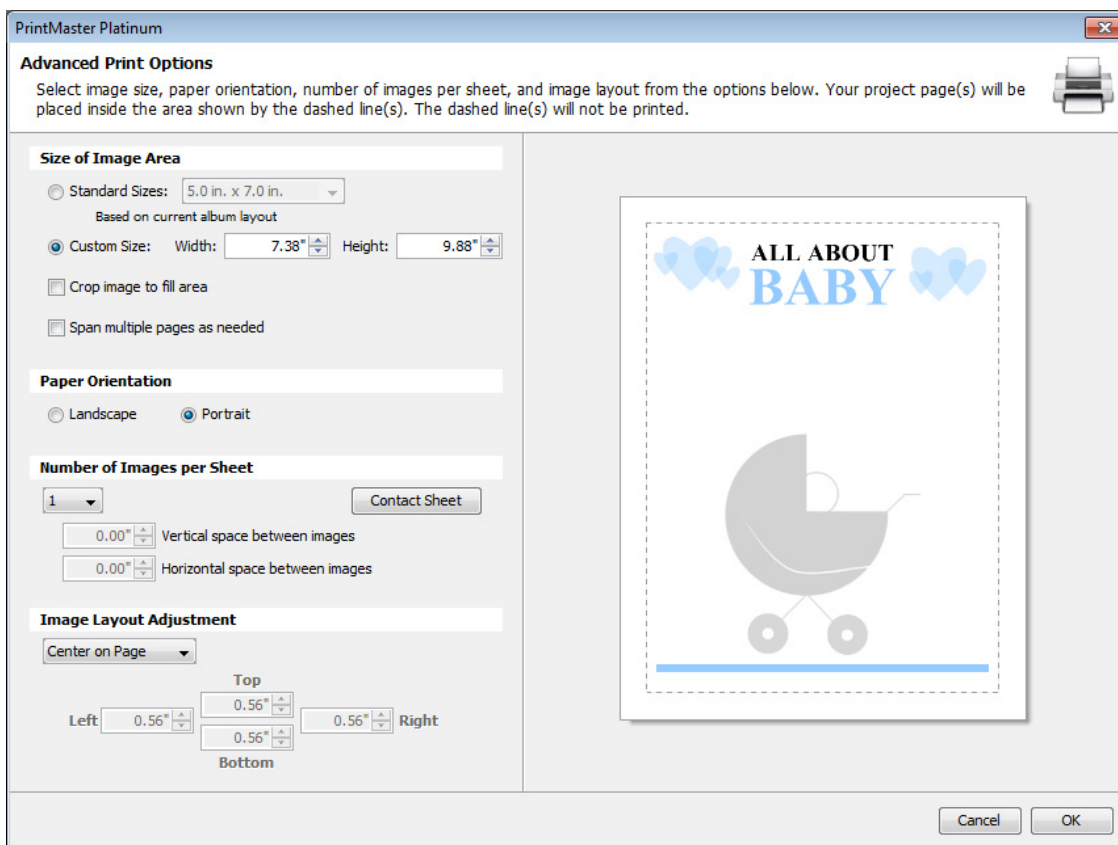 PrintMaster Platinum
Advanced Print Options
Select image size, paper orientation, number of images per sheet, and image layout from the options below. Your project page(s) will be
placed inside the area shown by the dashed line(s). The dashed line(s) will not be printed.
Size of Image Area
Standard Sizes: 5.0 in. x 7.0 in.
Based on current album layout
Custom Size: Width: 7.38" Height: 9.88"
Crop image to fill area
Span multiple pages as needed
Paper Orientation
Landscape Portrait
Number of Images per Sheet
1 Contact Sheet
0.00" Vertical space between images
0.00" Horizontal space between images
Image Layout Adjustment
Center on Page
Top
0.56"
Left 0.56" 0.56" Right
0.56"
Bottom
ALL ABOUT
BABY
Cancel OK